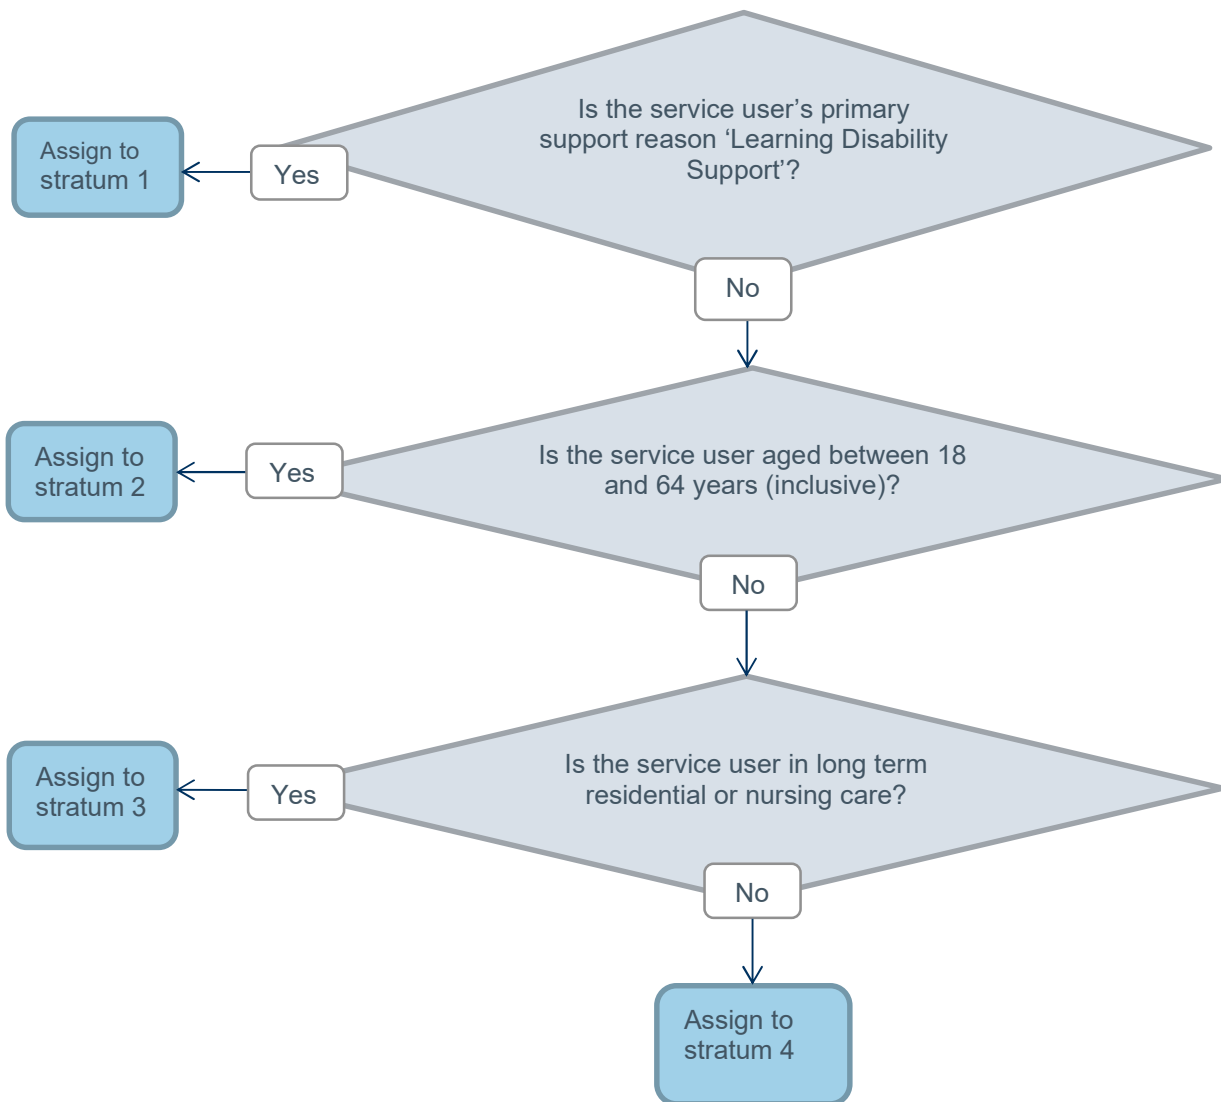 Is the service user’s primary
support reason ‘Learning Disability
Support’?
Assign to
stratum 1
Yes
No
Is the service user aged between 18
and 64 years (inclusive)?
Assign to
stratum 2
Yes
No
Is the service user in long term
residential or nursing care?
Assign to
stratum 3
Yes
No
Assign to
stratum 4